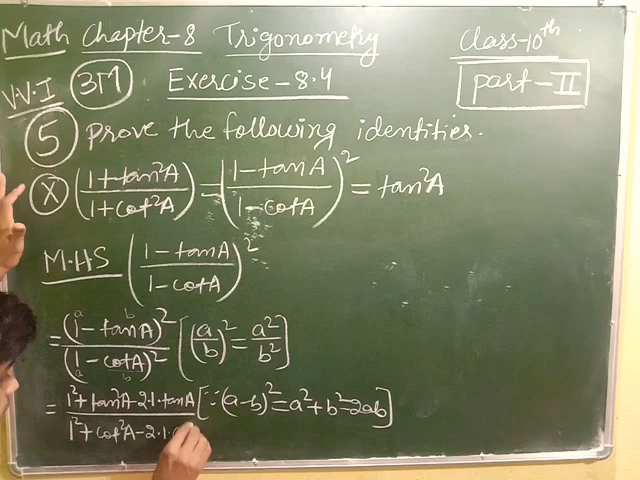 Math Chapter-8 Trigonometry Class-10th
V.V.I 3M Exercise-8.4 part-II
5 Prove the following identities.
X (1+tan²A / 1+cot²A) = (1-tanA / 1-cotA)² = tan²A
M.H.S (1-tanA / 1-cotA)²
= (1-tanA)² / (1-cotA)² [(a/b)² = a²/b²]
a b
a b
= 1²+tan²A-2.1.tanA / 1²+cot²A-2.1. [∵(a-b)²=a²+b²-2ab]